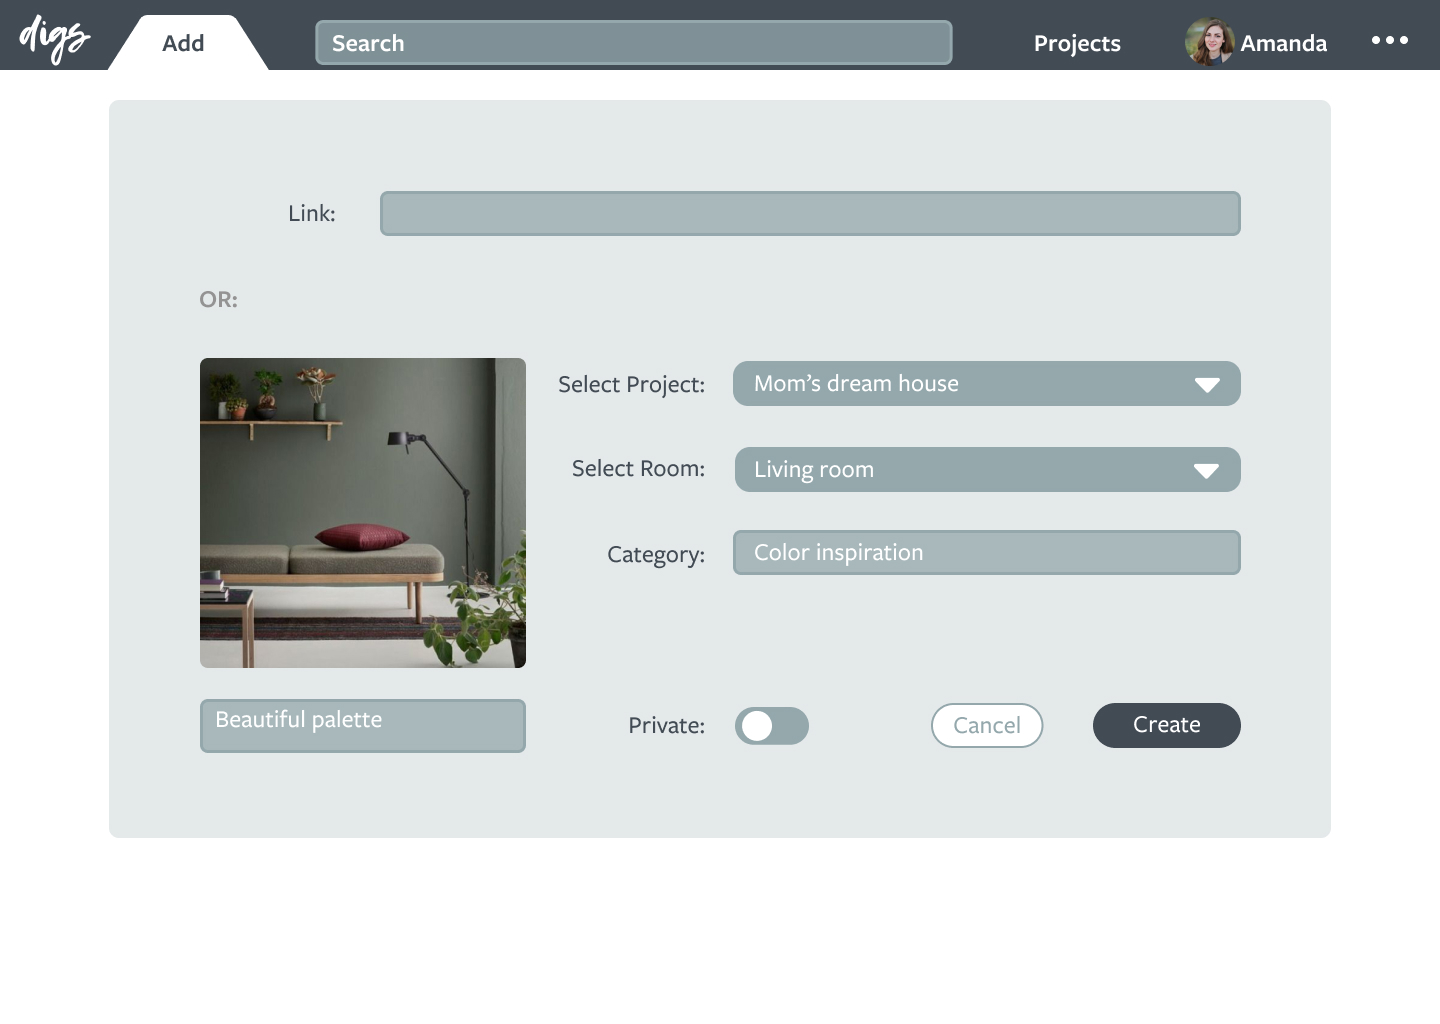 digs
Add
Search
Projects
Amanda
Link:
OR:
Select Project:
Mom’s dream house
Select Room:
Living room
Category:
Color inspiration
Beautiful palette
Private:
Cancel
Create